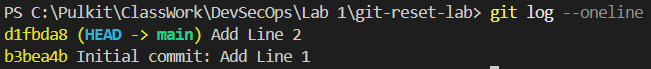 PS C:\Pulkit\ClassWork\DevSecOps\Lab 1\git-reset-lab> git log --oneline
d1fbda8 (HEAD -> main) Add Line 2
b3bea4b Initial commit: Add Line 1